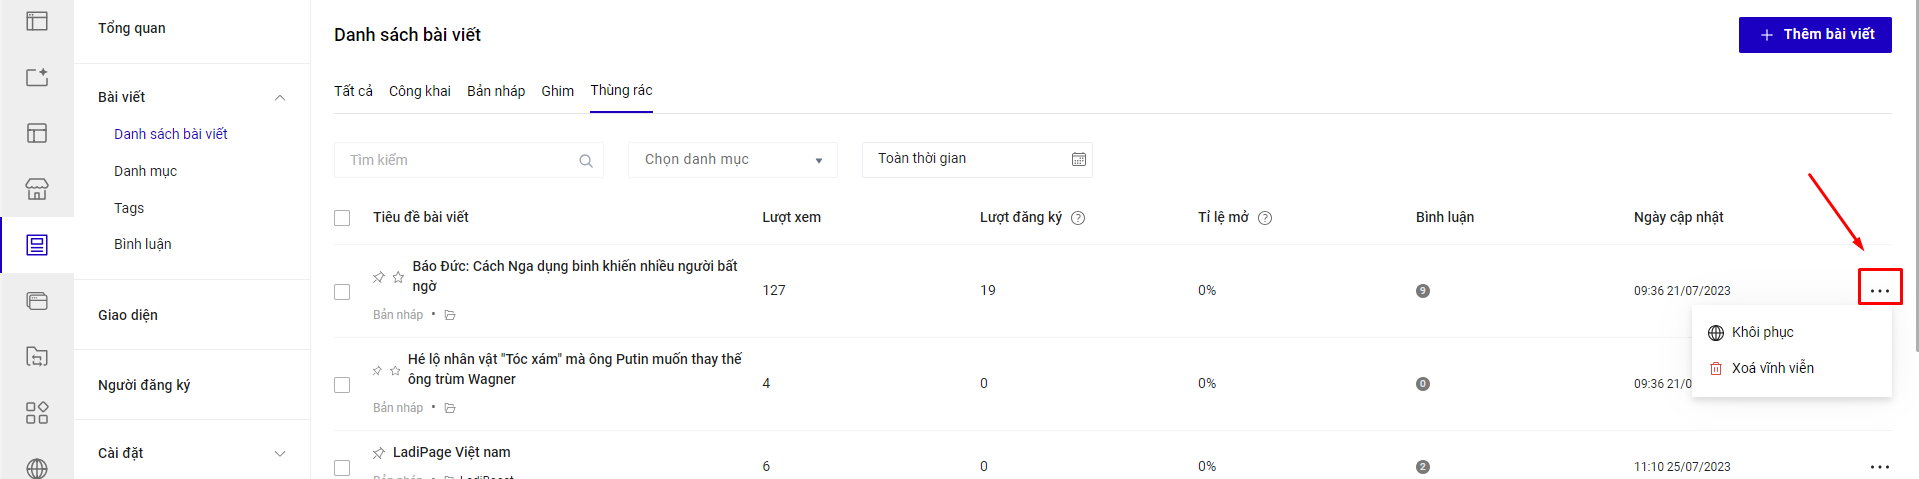 Tổng quan
Bài viết
Danh sách bài viết
Danh mục
Tags
Bình luận
Giao diện
Người đăng ký
Cài đặt
Danh sách bài viết
Thêm bài viết
Tất cả Công khai Bản nháp Ghim Thùng rác
Tìm kiếm Chọn danh mục Toàn thời gian
Tiêu đề bài viết Lượt xem Lượt đăng ký ? Tỉ lệ mở ? Bình luận Ngày cập nhật
Báo Đức: Cách Nga dụng binh khiến nhiều người bất
ngờ
127 19 0% 9 09:36 21/07/2023
Bản nháp •
Khôi phục
Xoá vĩnh viễn
Hé lộ nhân vật "Tóc xám" mà ông Putin muốn thay thế
ông trùm Wagner
4 0 0% 0 09:36 21/0
Bản nháp •
LadiPage Việt nam
6 0 0% 2 11:10 25/07/2023
Bản nháp •